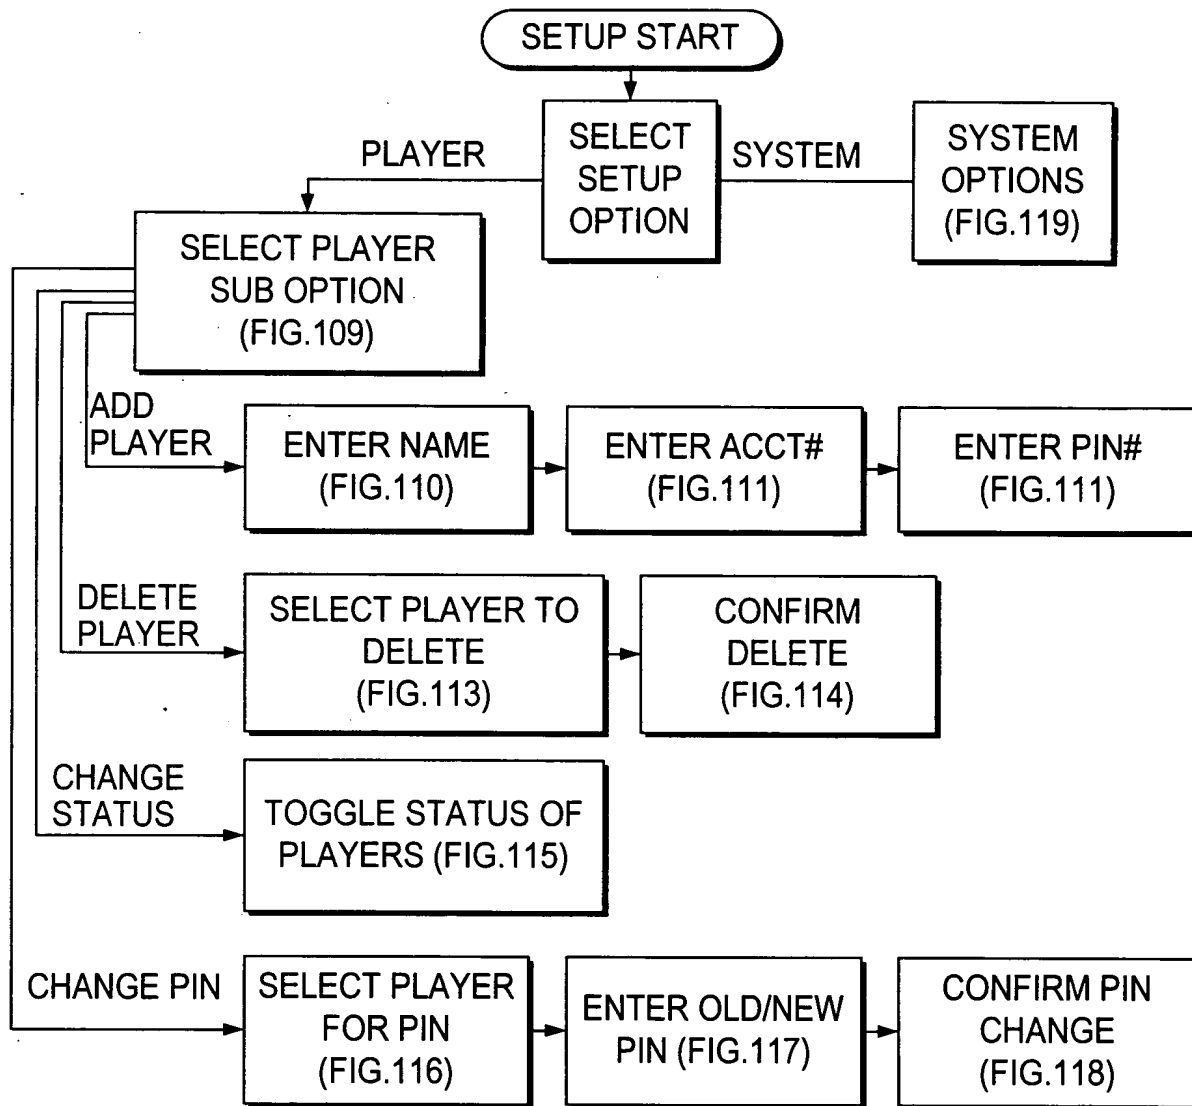 SETUP START
SELECT
SETUP
OPTION
PLAYER
SYSTEM
SYSTEM
OPTIONS
(FIG.119)
SELECT PLAYER
SUB OPTION
(FIG.109)
ADD
PLAYER
ENTER NAME
(FIG.110)
ENTER ACCT#
(FIG.111)
ENTER PIN#
(FIG.111)
DELETE
PLAYER
SELECT PLAYER TO
DELETE
(FIG.113)
CONFIRM
DELETE
(FIG.114)
CHANGE
STATUS
TOGGLE STATUS OF
PLAYERS (FIG.115)
CHANGE PIN
SELECT PLAYER
FOR PIN
(FIG.116)
ENTER OLD/NEW
PIN (FIG.117)
CONFIRM PIN
CHANGE
(FIG.118)